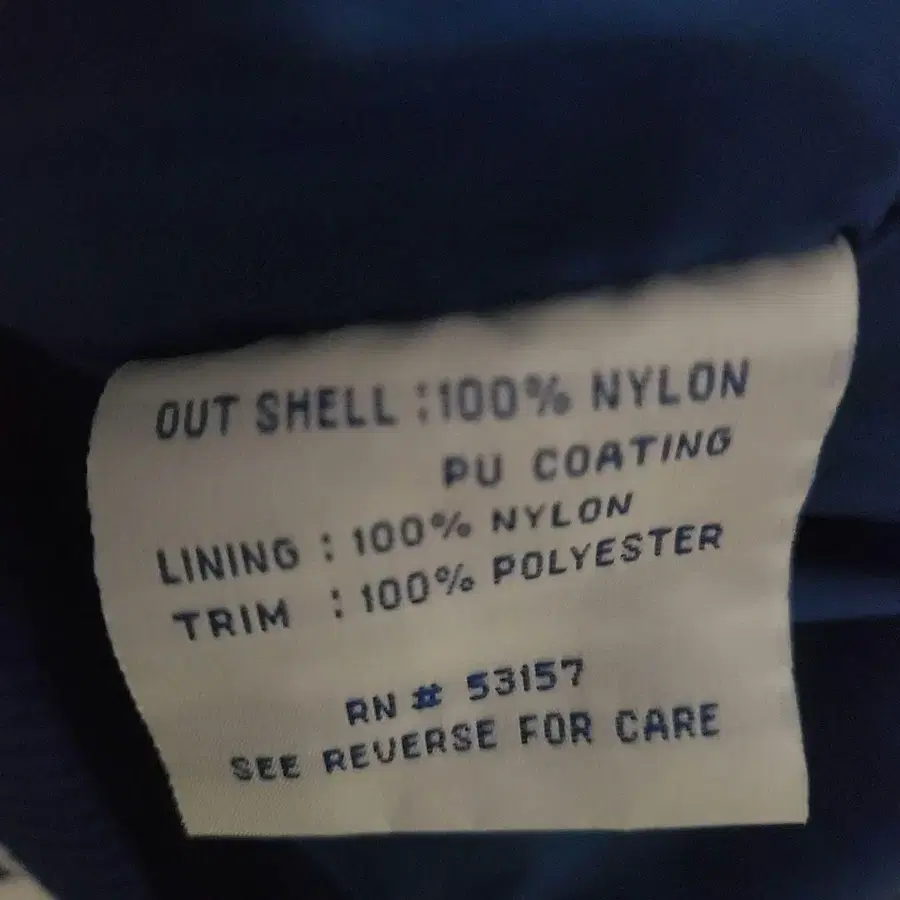 OUT SHELL :100% NYLON
PU COATING
LINING : 100% NYLON
TRIM : 100% POLYESTER
RN # 53157
SEE REVERSE FOR CARE